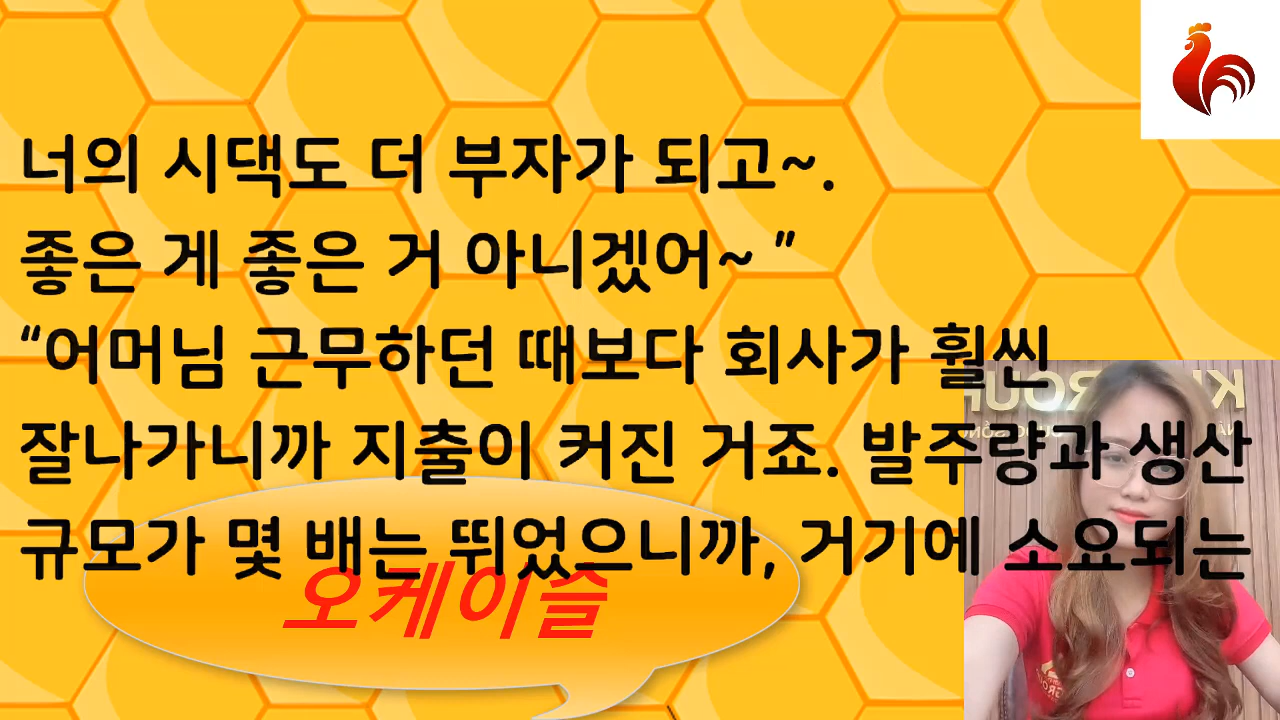 너의 시댁도 더 부자가 되고~.
좋은 게 좋은 거 아니겠어~ ”
“어머님 근무하던 때보다 회사가 훨씬
잘나가니까 지출이 커진 거죠. 발주량과 생산
규모가 몇 배는 뛰었으니까, 거기에 소요되는
오케이슬